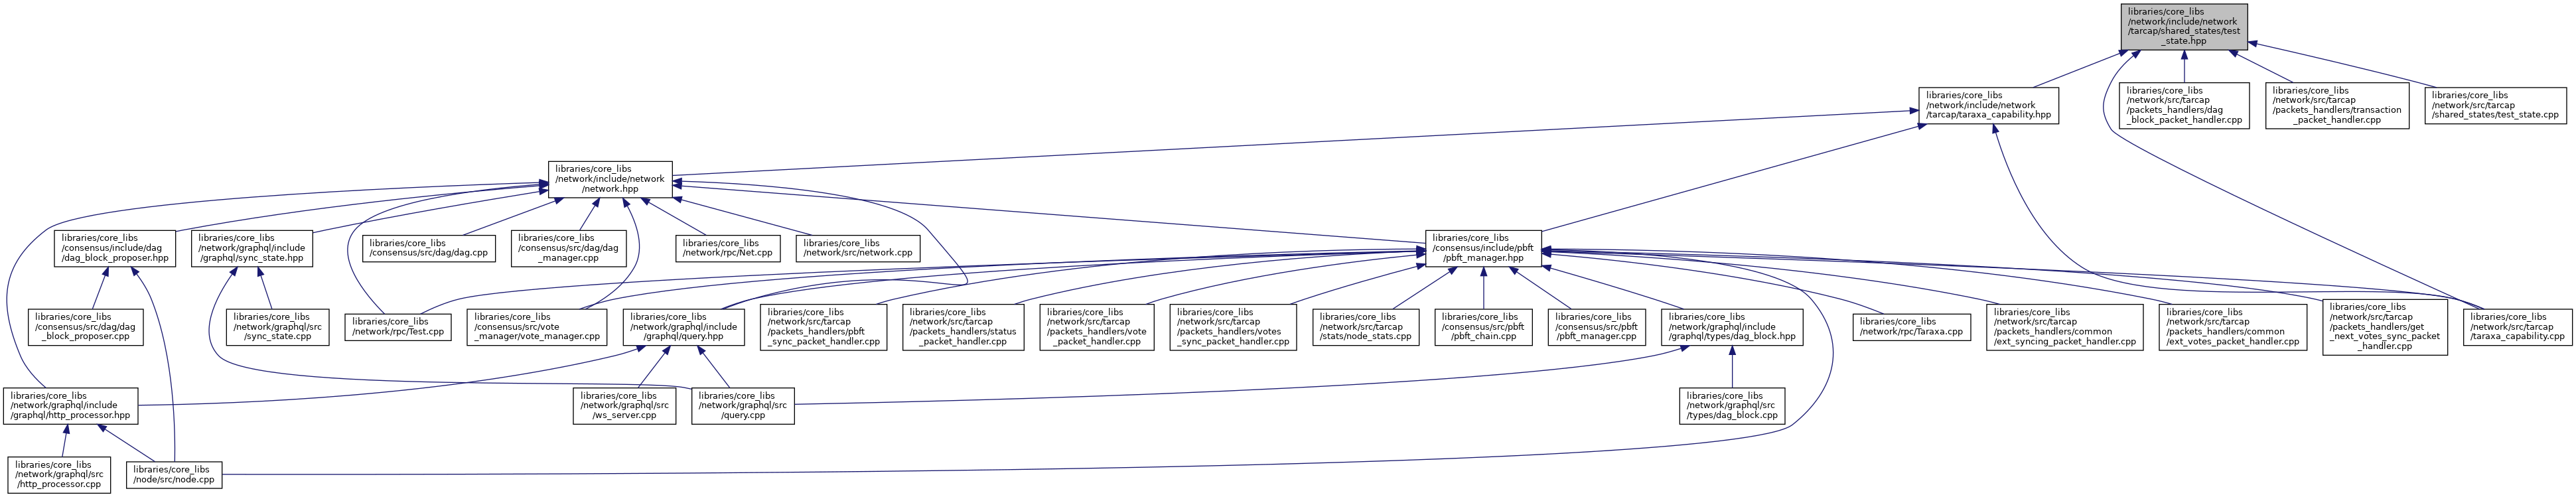 libraries/core_libs
/network/include/network
/tarcap/shared_states/test
_state.hpp
libraries/core_libs
/network/include/network
/tarcap/taraxa_capability.hpp
libraries/core_libs
/network/src/tarcap
/packets_handlers/dag
_block_packet_handler.cpp
libraries/core_libs
/network/src/tarcap
/packets_handlers/transaction
_packet_handler.cpp
libraries/core_libs
/network/src/tarcap
/shared_states/test_state.cpp
libraries/core_libs
/network/include/network
/network.hpp
libraries/core_libs
/consensus/include/dag
/dag_block_proposer.hpp
libraries/core_libs
/network/graphql/include
/graphql/sync_state.hpp
libraries/core_libs
/consensus/src/dag/dag.cpp
libraries/core_libs
/consensus/src/dag/dag
_manager.cpp
libraries/core_libs
/network/rpc/Net.cpp
libraries/core_libs
/network/src/network.cpp
libraries/core_libs
/consensus/include/pbft
/pbft_manager.hpp
libraries/core_libs
/consensus/src/dag/dag
_block_proposer.cpp
libraries/core_libs
/network/graphql/src
/sync_state.cpp
libraries/core_libs
/network/rpc/Test.cpp
libraries/core_libs
/consensus/src/vote
_manager/vote_manager.cpp
libraries/core_libs
/network/graphql/include
/graphql/query.hpp
libraries/core_libs
/network/src/tarcap
/packets_handlers/pbft
_sync_packet_handler.cpp
libraries/core_libs
/network/src/tarcap
/packets_handlers/status
_packet_handler.cpp
libraries/core_libs
/network/src/tarcap
/packets_handlers/vote
_packet_handler.cpp
libraries/core_libs
/network/src/tarcap
/packets_handlers/votes
_sync_packet_handler.cpp
libraries/core_libs
/network/src/tarcap
/stats/node_stats.cpp
libraries/core_libs
/consensus/src/pbft
/pbft_chain.cpp
libraries/core_libs
/consensus/src/pbft
/pbft_manager.cpp
libraries/core_libs
/network/graphql/include
/graphql/types/dag_block.hpp
libraries/core_libs
/network/rpc/Taraxa.cpp
libraries/core_libs
/network/src/tarcap
/packets_handlers/common
/ext_syncing_packet_handler.cpp
libraries/core_libs
/network/src/tarcap
/packets_handlers/common
/ext_votes_packet_handler.cpp
libraries/core_libs
/network/src/tarcap
/packets_handlers/get
_next_votes_sync_packet
_handler.cpp
libraries/core_libs
/network/src/tarcap
/taraxa_capability.cpp
libraries/core_libs
/network/graphql/include
/graphql/http_processor.hpp
libraries/core_libs
/network/graphql/src
/ws_server.cpp
libraries/core_libs
/network/graphql/src
/query.cpp
libraries/core_libs
/network/graphql/src
/types/dag_block.cpp
libraries/core_libs
/network/graphql/src
/http_processor.cpp
libraries/core_libs
/node/src/node.cpp